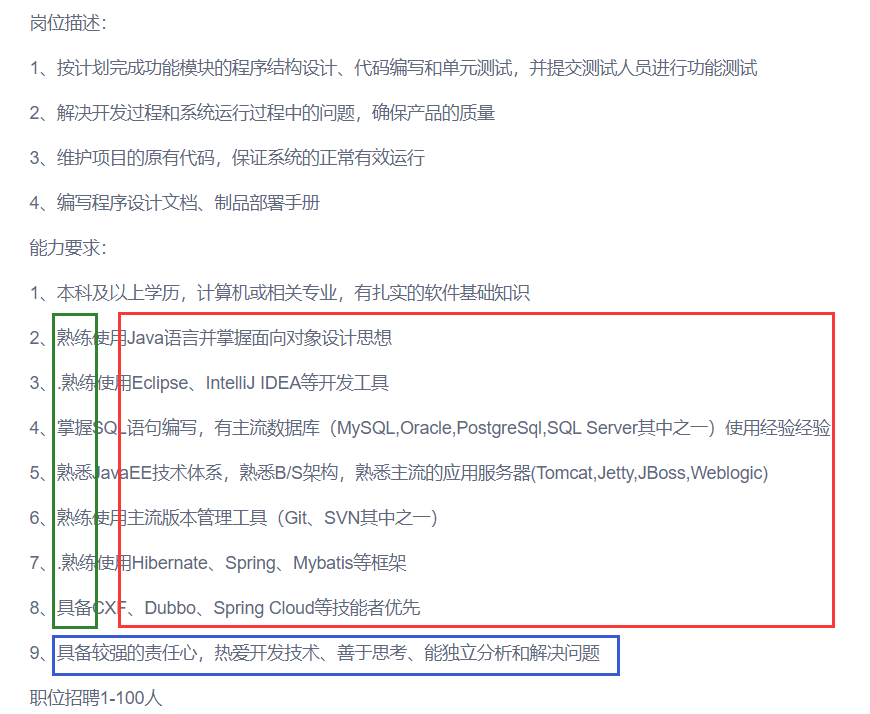 岗位描述：
1、按计划完成功能模块的程序结构设计、代码编写和单元测试，并提交测试人员进行功能测试
2、解决开发过程和系统运行过程中的问题，确保产品的质量
3、维护项目的原有代码，保证系统的正常有效运行
4、编写程序设计文档、制品部署手册
能力要求：
1、本科及以上学历，计算机或相关专业，有扎实的软件基础知识
2、熟练使用Java语言并掌握面向对象设计思想
3、.熟练使用Eclipse、IntelliJ IDEA等开发工具
4、掌握SQL语句编写，有主流数据库（MySQL,Oracle,PostgreSql,SQL Server其中之一）使用经验经验
5、熟悉JavaEE技术体系，熟悉B/S架构，熟悉主流的应用服务器(Tomcat,Jetty,JBoss,Weblogic)
6、熟练使用主流版本管理工具（Git、SVN其中之一）
7、.熟练使用Hibernate、Spring、Mybatis等框架
8、具备CXF、Dubbo、Spring Cloud等技能者优先
9、具备较强的责任心，热爱开发技术、善于思考、能独立分析和解决问题
职位招聘1-100人